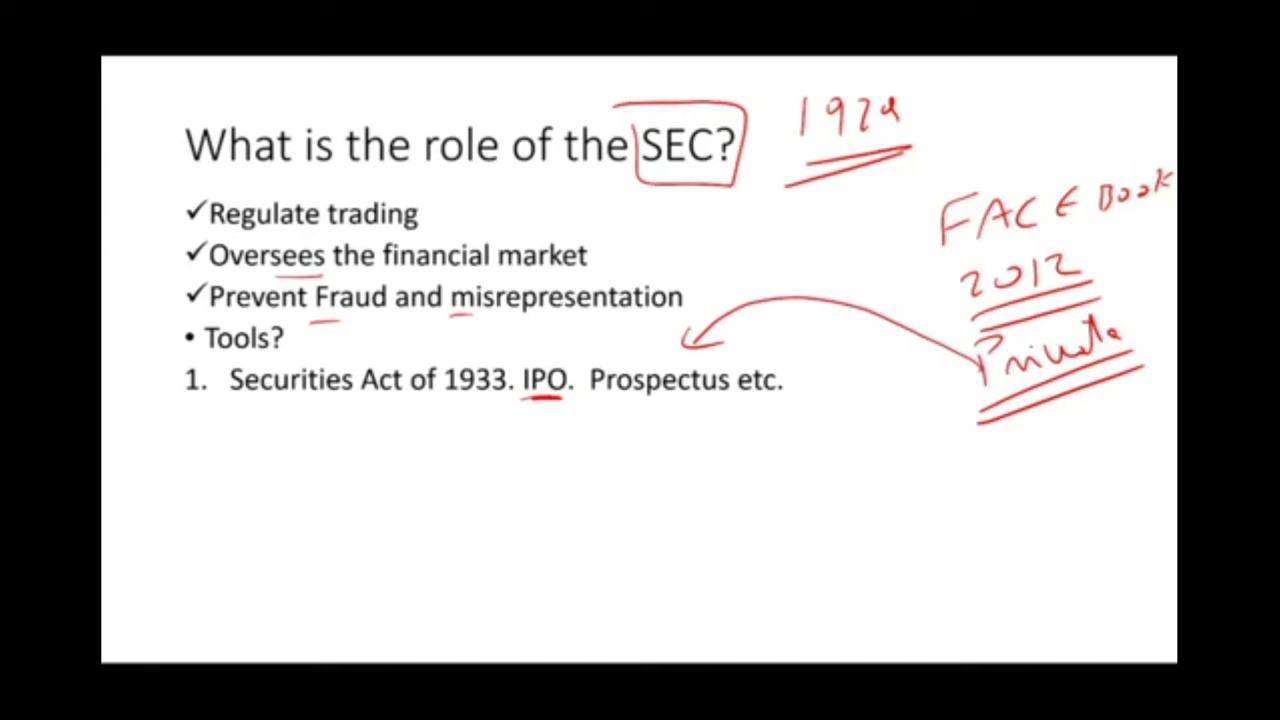 What is the role of the SEC?
1929
✓Regulate trading
FACEBook
✓Oversees the financial market
2012
✓Prevent Fraud and misrepresentation
• Tools?
Private
1. Securities Act of 1933. IPO. Prospectus etc.